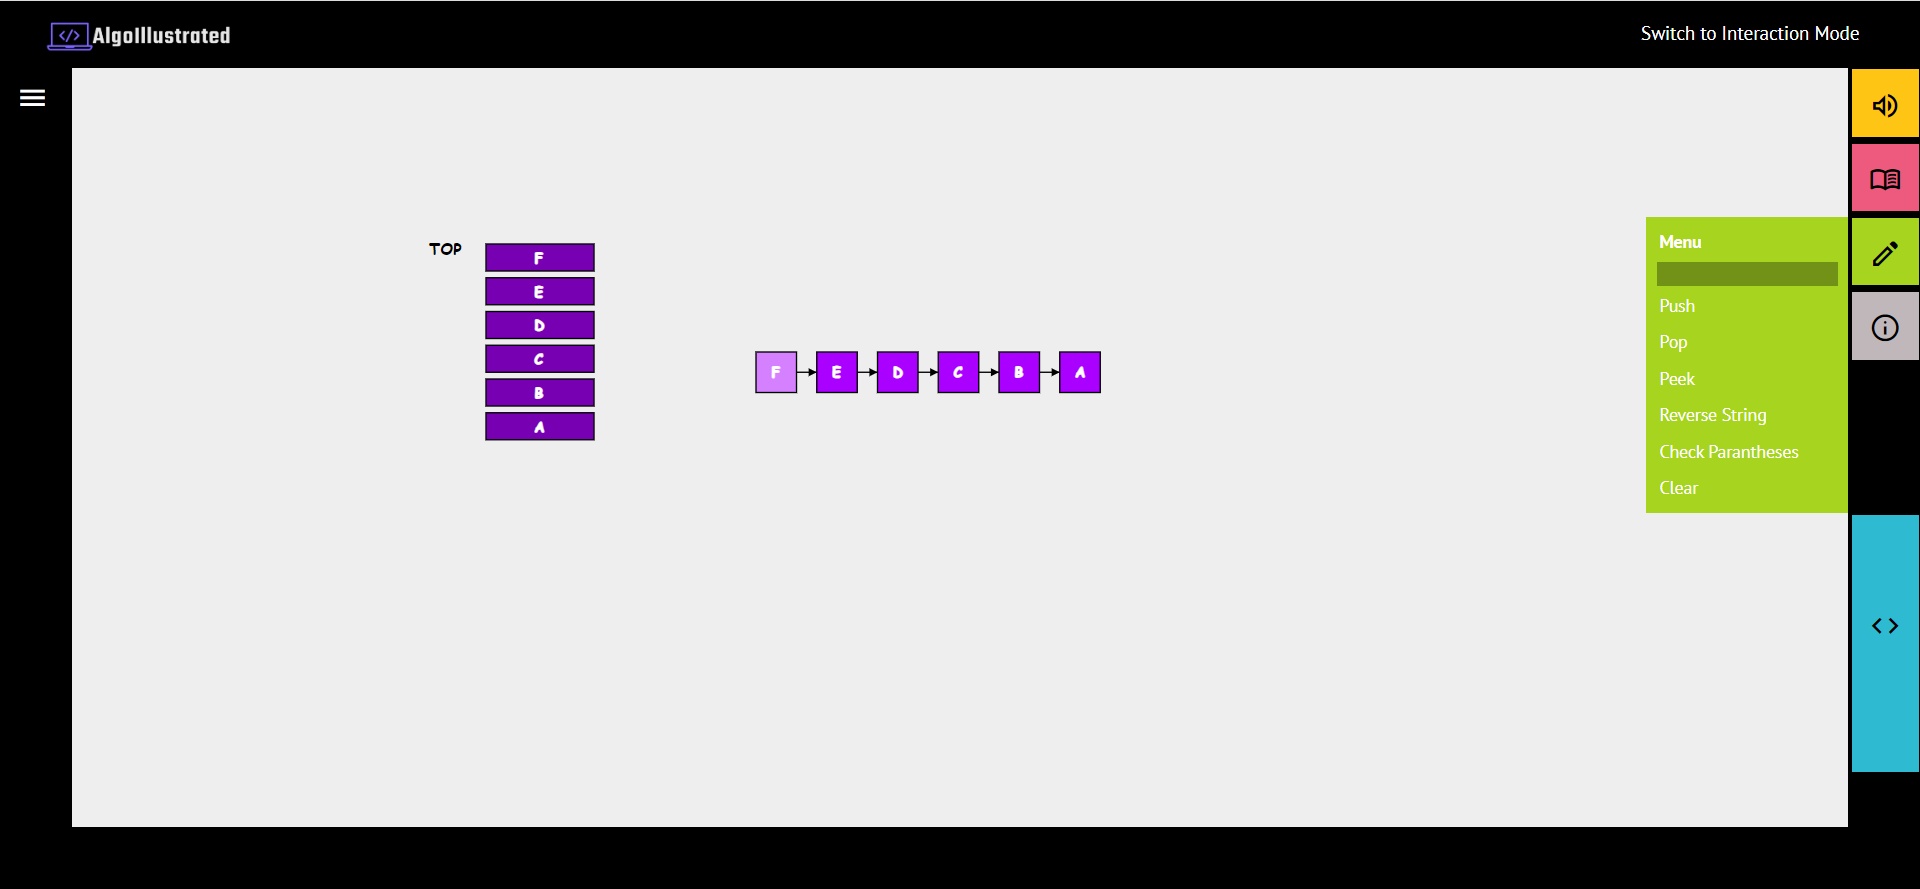 AlgoIllustrated
Switch to Interaction Mode
TOP
F
E
D
C
B
A
F E D C B A
Menu
Push
Pop
Peek
Reverse String
Check Parantheses
Clear